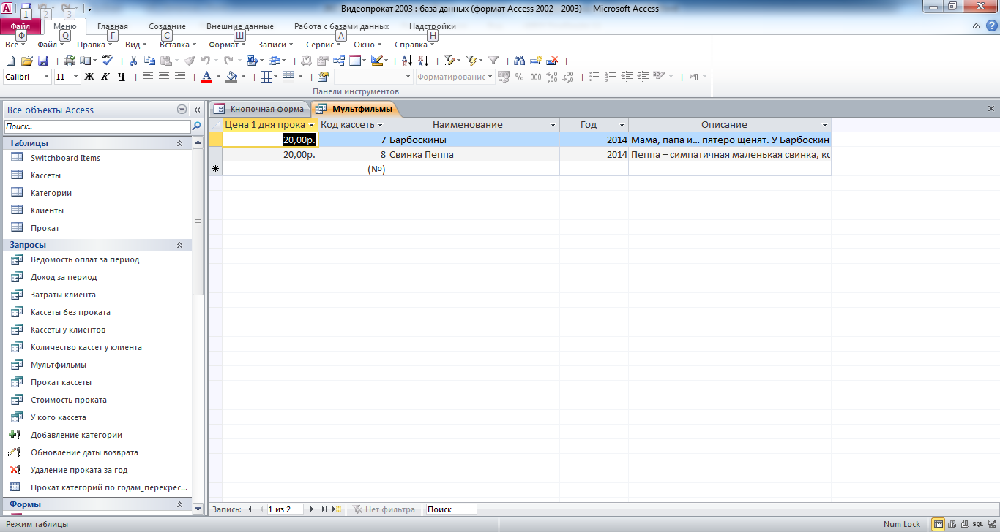 Видеопрокат 2003 : база данных (формат Access 2002 - 2003) - Microsoft Access
1 2 3
Файл Меню Главная Создание Внешние данные Работа с базами данных Надстройки
Ф Q Г С Ш А Н
Все Файл Правка Вид Вставка Формат Записи Сервис Окно Справка
Calibri 11 Ж К Ч Форматировани
Панели инструментов
Все объекты Access
Поиск...
Таблицы
Switchboard Items
Кассеты
Категории
Клиенты
Прокат
Запросы
Ведомость оплат за период
Доход за период
Затраты клиента
Кассеты без проката
Кассеты у клиентов
Количество кассет у клиента
Мультфильмы
Прокат кассеты
Стоимость проката
У кого кассета
Добавление категории
Обновление даты возврата
Удаление проката за год
Прокат категорий по годам_перекрес...
Формы
Кнопочная форма Мультфильмы
Цена 1 дня прока Код кассеть Наименование Год Описание
20,00р. 7 Барбоскины 2014 Мама, папа и... пятеро щенят. У Барбоскин
20,00р. 8 Свинка Пеппа 2014 Пеппа – симпатичная маленькая свинка, кс
(№)
Запись: 1 из 2 Нет фильтра Поиск
Режим таблицы Num Lock SQL